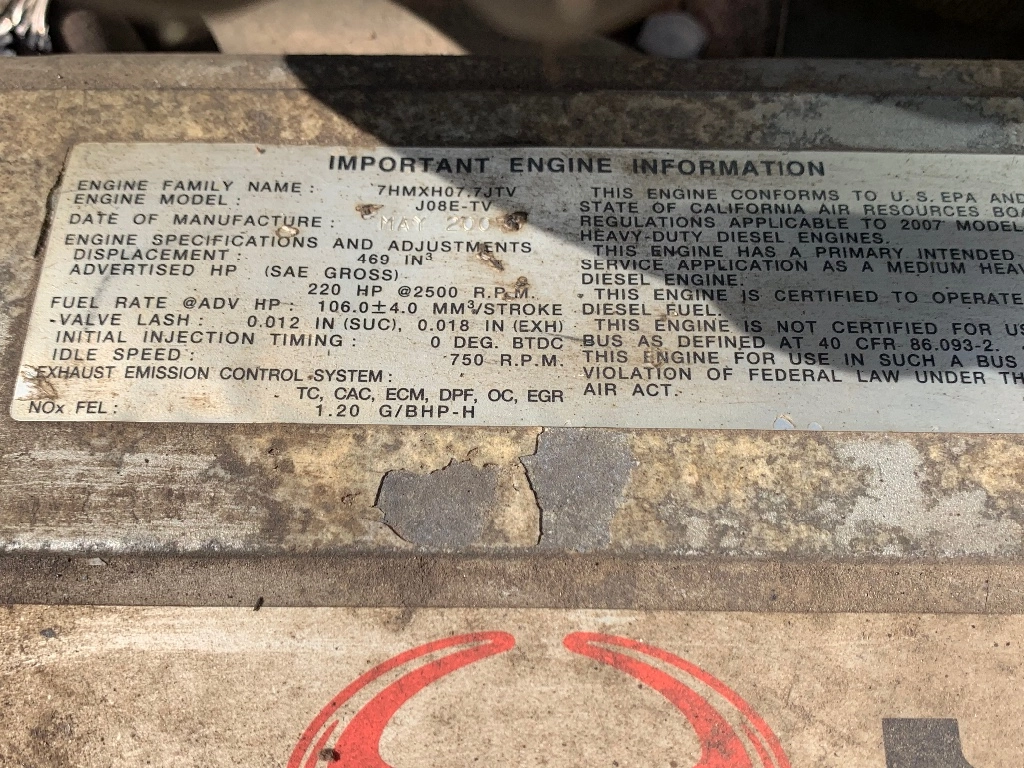 IMPORTANT ENGINE INFORMATION
ENGINE FAMILY NAME : 7HMXH07.7JTV
ENGINE MODEL : J08E-TV
DATE OF MANUFACTURE : MAY
ENGINE SPECIFICATIONS AND ADJUSTMENTS
DISPLACEMENT : 469 IN³
ADVERTISED HP (SAE GROSS)
220 HP @2500 R.P.M.
FUEL RATE @ADV HP : 106.0±4.0 MM³/STROKE
VALVE LASH : 0.012 IN (SUC), 0.018 IN (EXH)
INITIAL INJECTION TIMING : 0 DEG. BTDC
IDLE SPEED : 750 R.P.M.
EXHAUST EMISSION CONTROL SYSTEM :
TC, CAC, ECM, DPF, OC, EGR
NOx FEL : 1.20 G/BHP-H
THIS ENGINE CONFORMS TO U.S. EPA AND
STATE OF CALIFORNIA AIR RESOURCES
REGULATIONS APPLICABLE TO 2007 MODEL
HEAVY-DUTY DIESEL ENGINES.
THIS ENGINE HAS A PRIMARY INTENDED
SERVICE APPLICATION AS A MEDIUM
DIESEL ENGINE.
THIS ENGINE IS CERTIFIED TO OPERATE
DIESEL FUEL.
THIS ENGINE IS NOT CERTIFIED FOR
BUS AS DEFINED AT 40 CFR 86.093-2.
THIS ENGINE FOR USE IN SUCH A BUS
VIOLATION OF FEDERAL LAW UNDER
AIR ACT.